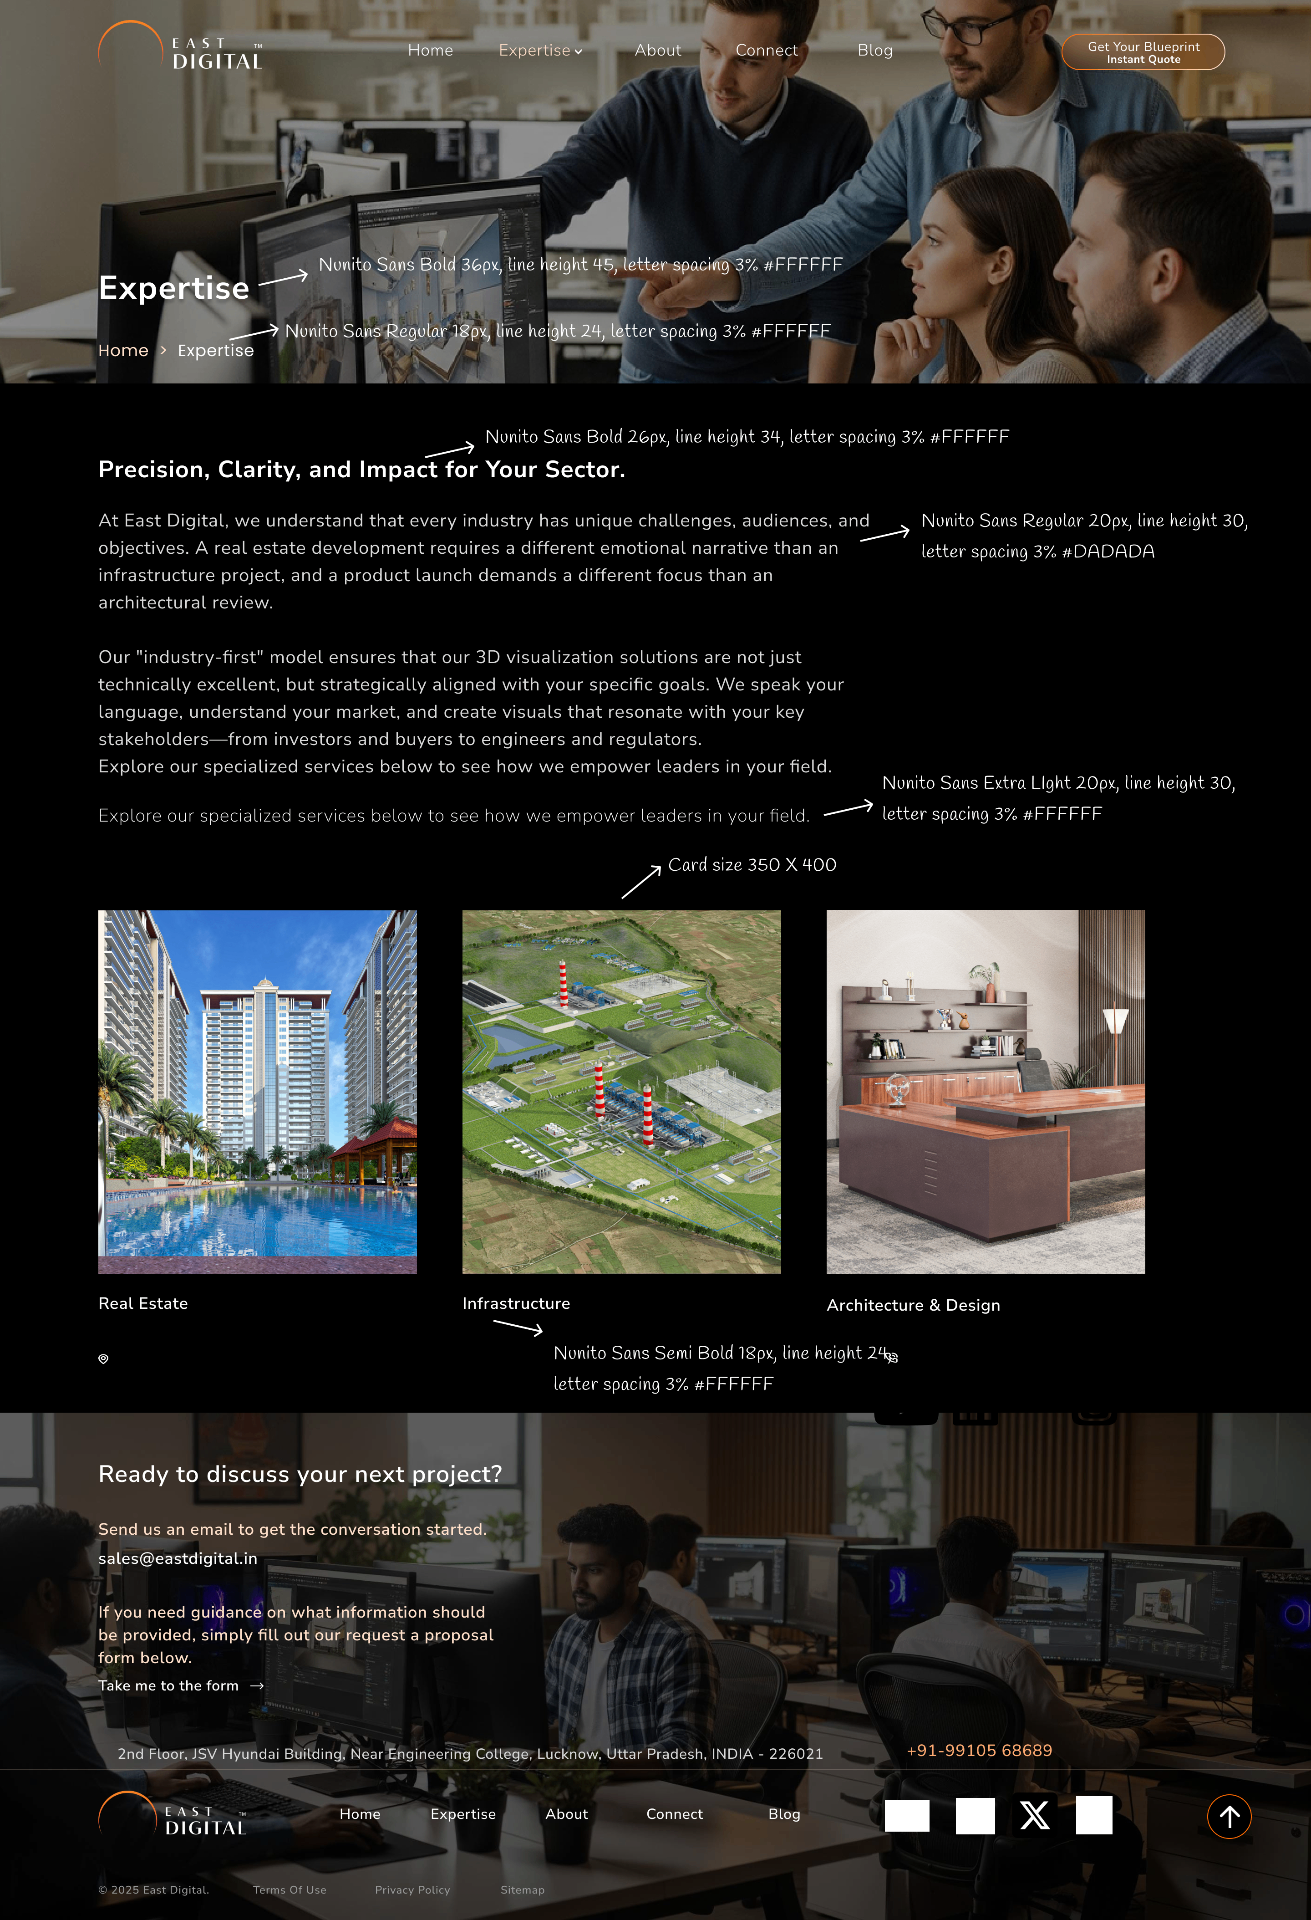 EAST
DIGITAL™
Home
Expertise
About
Connect
Blog
Get Your Blueprint
Instant Quote
Nunito Sans Bold 36px, line height 45, letter spacing 3% #FFFFFF
Expertise
Nunito Sans Regular 18px, line height 24, letter spacing 3% #FFFFFF
Home > Expertise
Nunito Sans Bold 26px, line height 34, letter spacing 3% #FFFFFF
Precision, Clarity, and Impact for Your Sector.
At East Digital, we understand that every industry has unique challenges, audiences, and
objectives. A real estate development requires a different emotional narrative than an
infrastructure project, and a product launch demands a different focus than an
architectural review.
Nunito Sans Regular 20px, line height 30,
letter spacing 3% #DADADA
Our "industry-first" model ensures that our 3D visualization solutions are not just
technically excellent, but strategically aligned with your specific goals. We speak your
language, understand your market, and create visuals that resonate with your key
stakeholders—from investors and buyers to engineers and regulators.
Explore our specialized services below to see how we empower leaders in your field.
Nunito Sans Extra LIght 20px, line height 30,
letter spacing 3% #FFFFFF
Explore our specialized services below to see how we empower leaders in your field.
Card size 350 X 400
Real Estate
Infrastructure
Architecture & Design
Nunito Sans Semi Bold 18px, line height 24,
letter spacing 3% #FFFFFF
Ready to discuss your next project?
Send us an email to get the conversation started.
sales@eastdigital.in
If you need guidance on what information should
be provided, simply fill out our request a proposal
form below.
Take me to the form →
2nd Floor, JSV Hyundai Building, Near Engineering College, Lucknow, Uttar Pradesh, INDIA - 226021
+91-99105 68689
EAST
DIGITAL™
Home
Expertise
About
Connect
Blog
© 2025 East Digital.
Terms Of Use
Privacy Policy
Sitemap